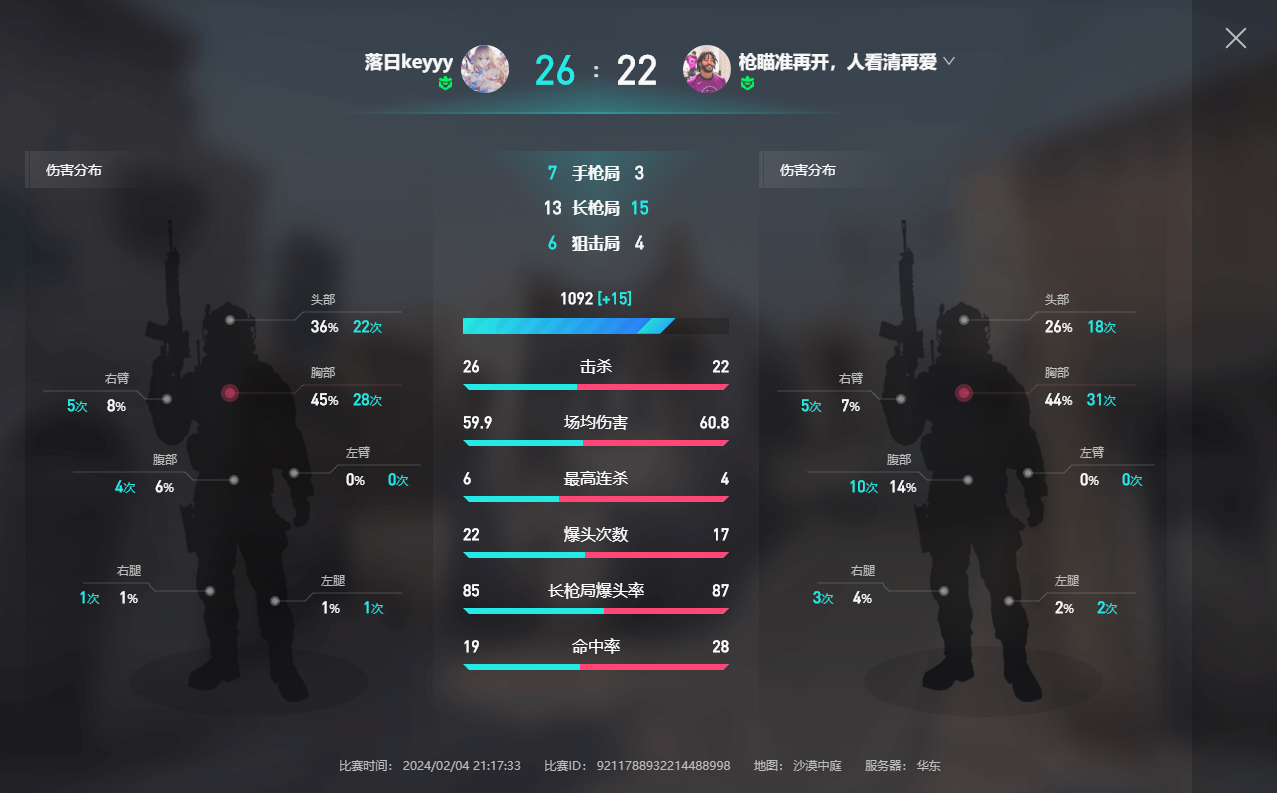 落日keyyy 26 : 22 枪瞄准再开，人看清再爱
伤害分布
头部
36% 22次
右臂
5次 8%
胸部
45% 28次
腹部
4次 6%
左臂
0% 0次
右腿
1次 1%
左腿
1% 1次
7 手枪局 3
13 长枪局 15
6 狙击局 4
1092 [+15]
26 击杀 22
59.9 场均伤害 60.8
6 最高连杀 4
22 爆头次数 17
85 长枪局爆头率 87
19 命中率 28
伤害分布
头部
26% 18次
右臂
5次 7%
胸部
44% 31次
腹部
10次 14%
左臂
0% 0次
右腿
3次 4%
左腿
2% 2次
比赛时间： 2024/02/04 21:17:33 比赛ID： 9211788932214488998 地图： 沙漠中庭 服务器： 华东